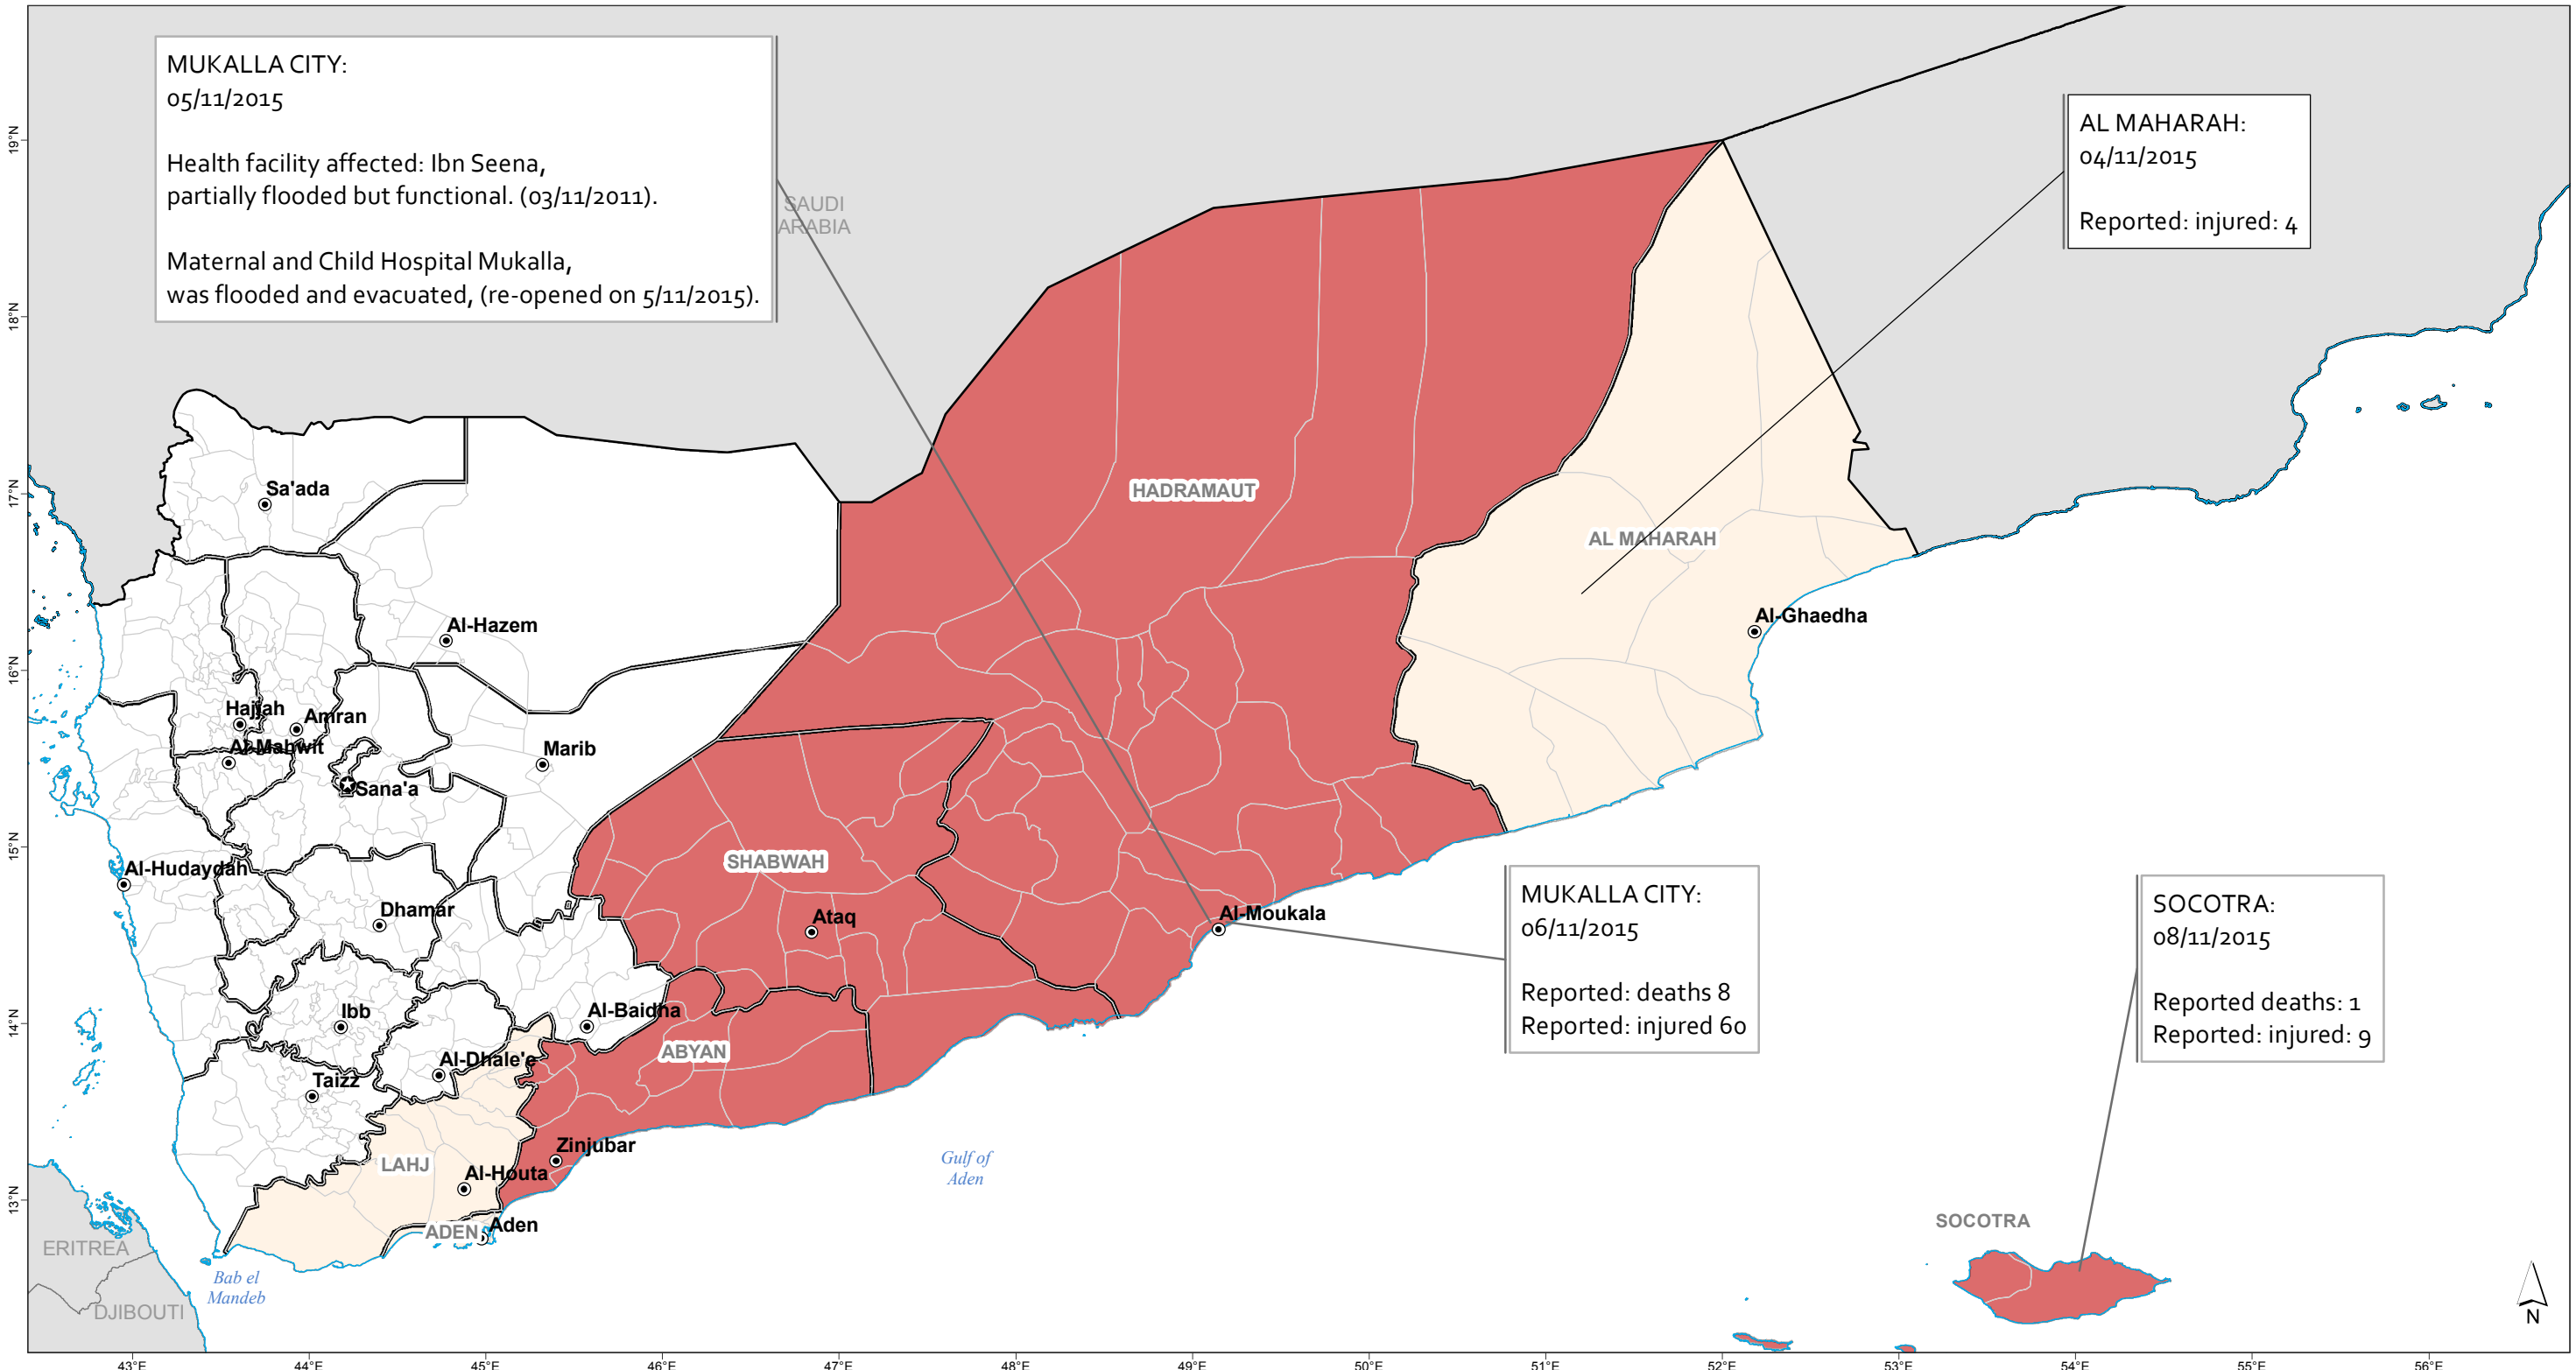 MUKALLA CITY:
05/11/2015
Health facility affected: Ibn Seena,
partially flooded but functional. (03/11/2011).
Maternal and Child Hospital Mukalla,
was flooded and evacuated, (re-opened on 5/11/2015).
AL MAHARAH:
04/11/2015
Reported: injured: 4
SAUDI
ARABIA
19°N
18°N
17°N
16°N
15°N
14°N
13°N
Sa'ada
HADRAMAUT
AL MAHARAH
Al-Hazem
Al-Ghaedha
Hajjah
Amran
Al-Mahwit
Marib
Sana'a
SHABWAH
Al-Hudaydah
Dhamar
Ataq
Al-Moukala
MUKALLA CITY:
06/11/2015
Reported: deaths 8
Reported: injured 60
SOCOTRA:
08/11/2015
Reported deaths: 1
Reported: injured: 9
Ibb
Al-Baidha
ABYAN
Al-Dhale'e
Taizz
Zinjubar
LAHJ
Al-Houta
Gulf of
Aden
ADEN
Aden
SOCOTRA
ERITREA
Bab el
Mandeb
DJIBOUTI
N
43°E
44°E
45°E
46°E
47°E
48°E
49°E
50°E
51°E
52°E
53°E
54°E
55°E
56°E